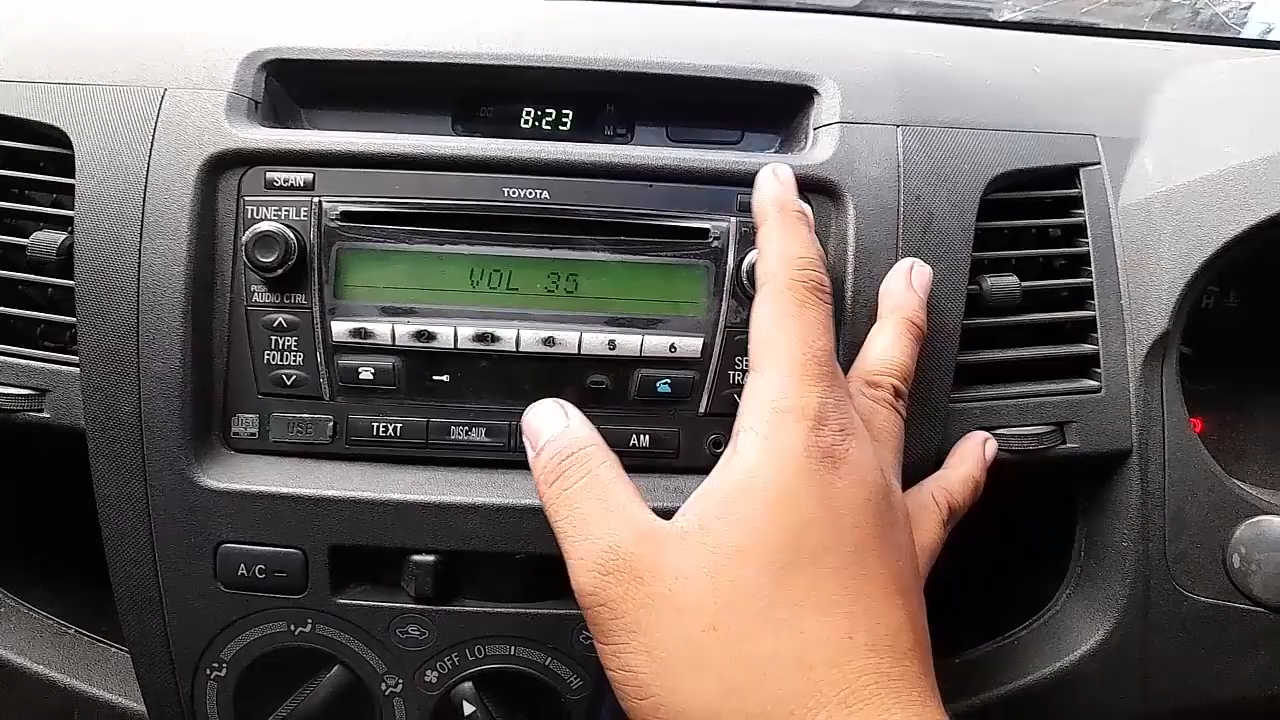 8:23
H
M
SCAN
TOYOTA
TUNE·FILE
VOL 35
PUSH
AUDIO CTRL
1 2 3 4 5 6
TYPE
FOLDER
USB
TEXT
DISC·AUX
AM
A/C
OFF LO
HI
H